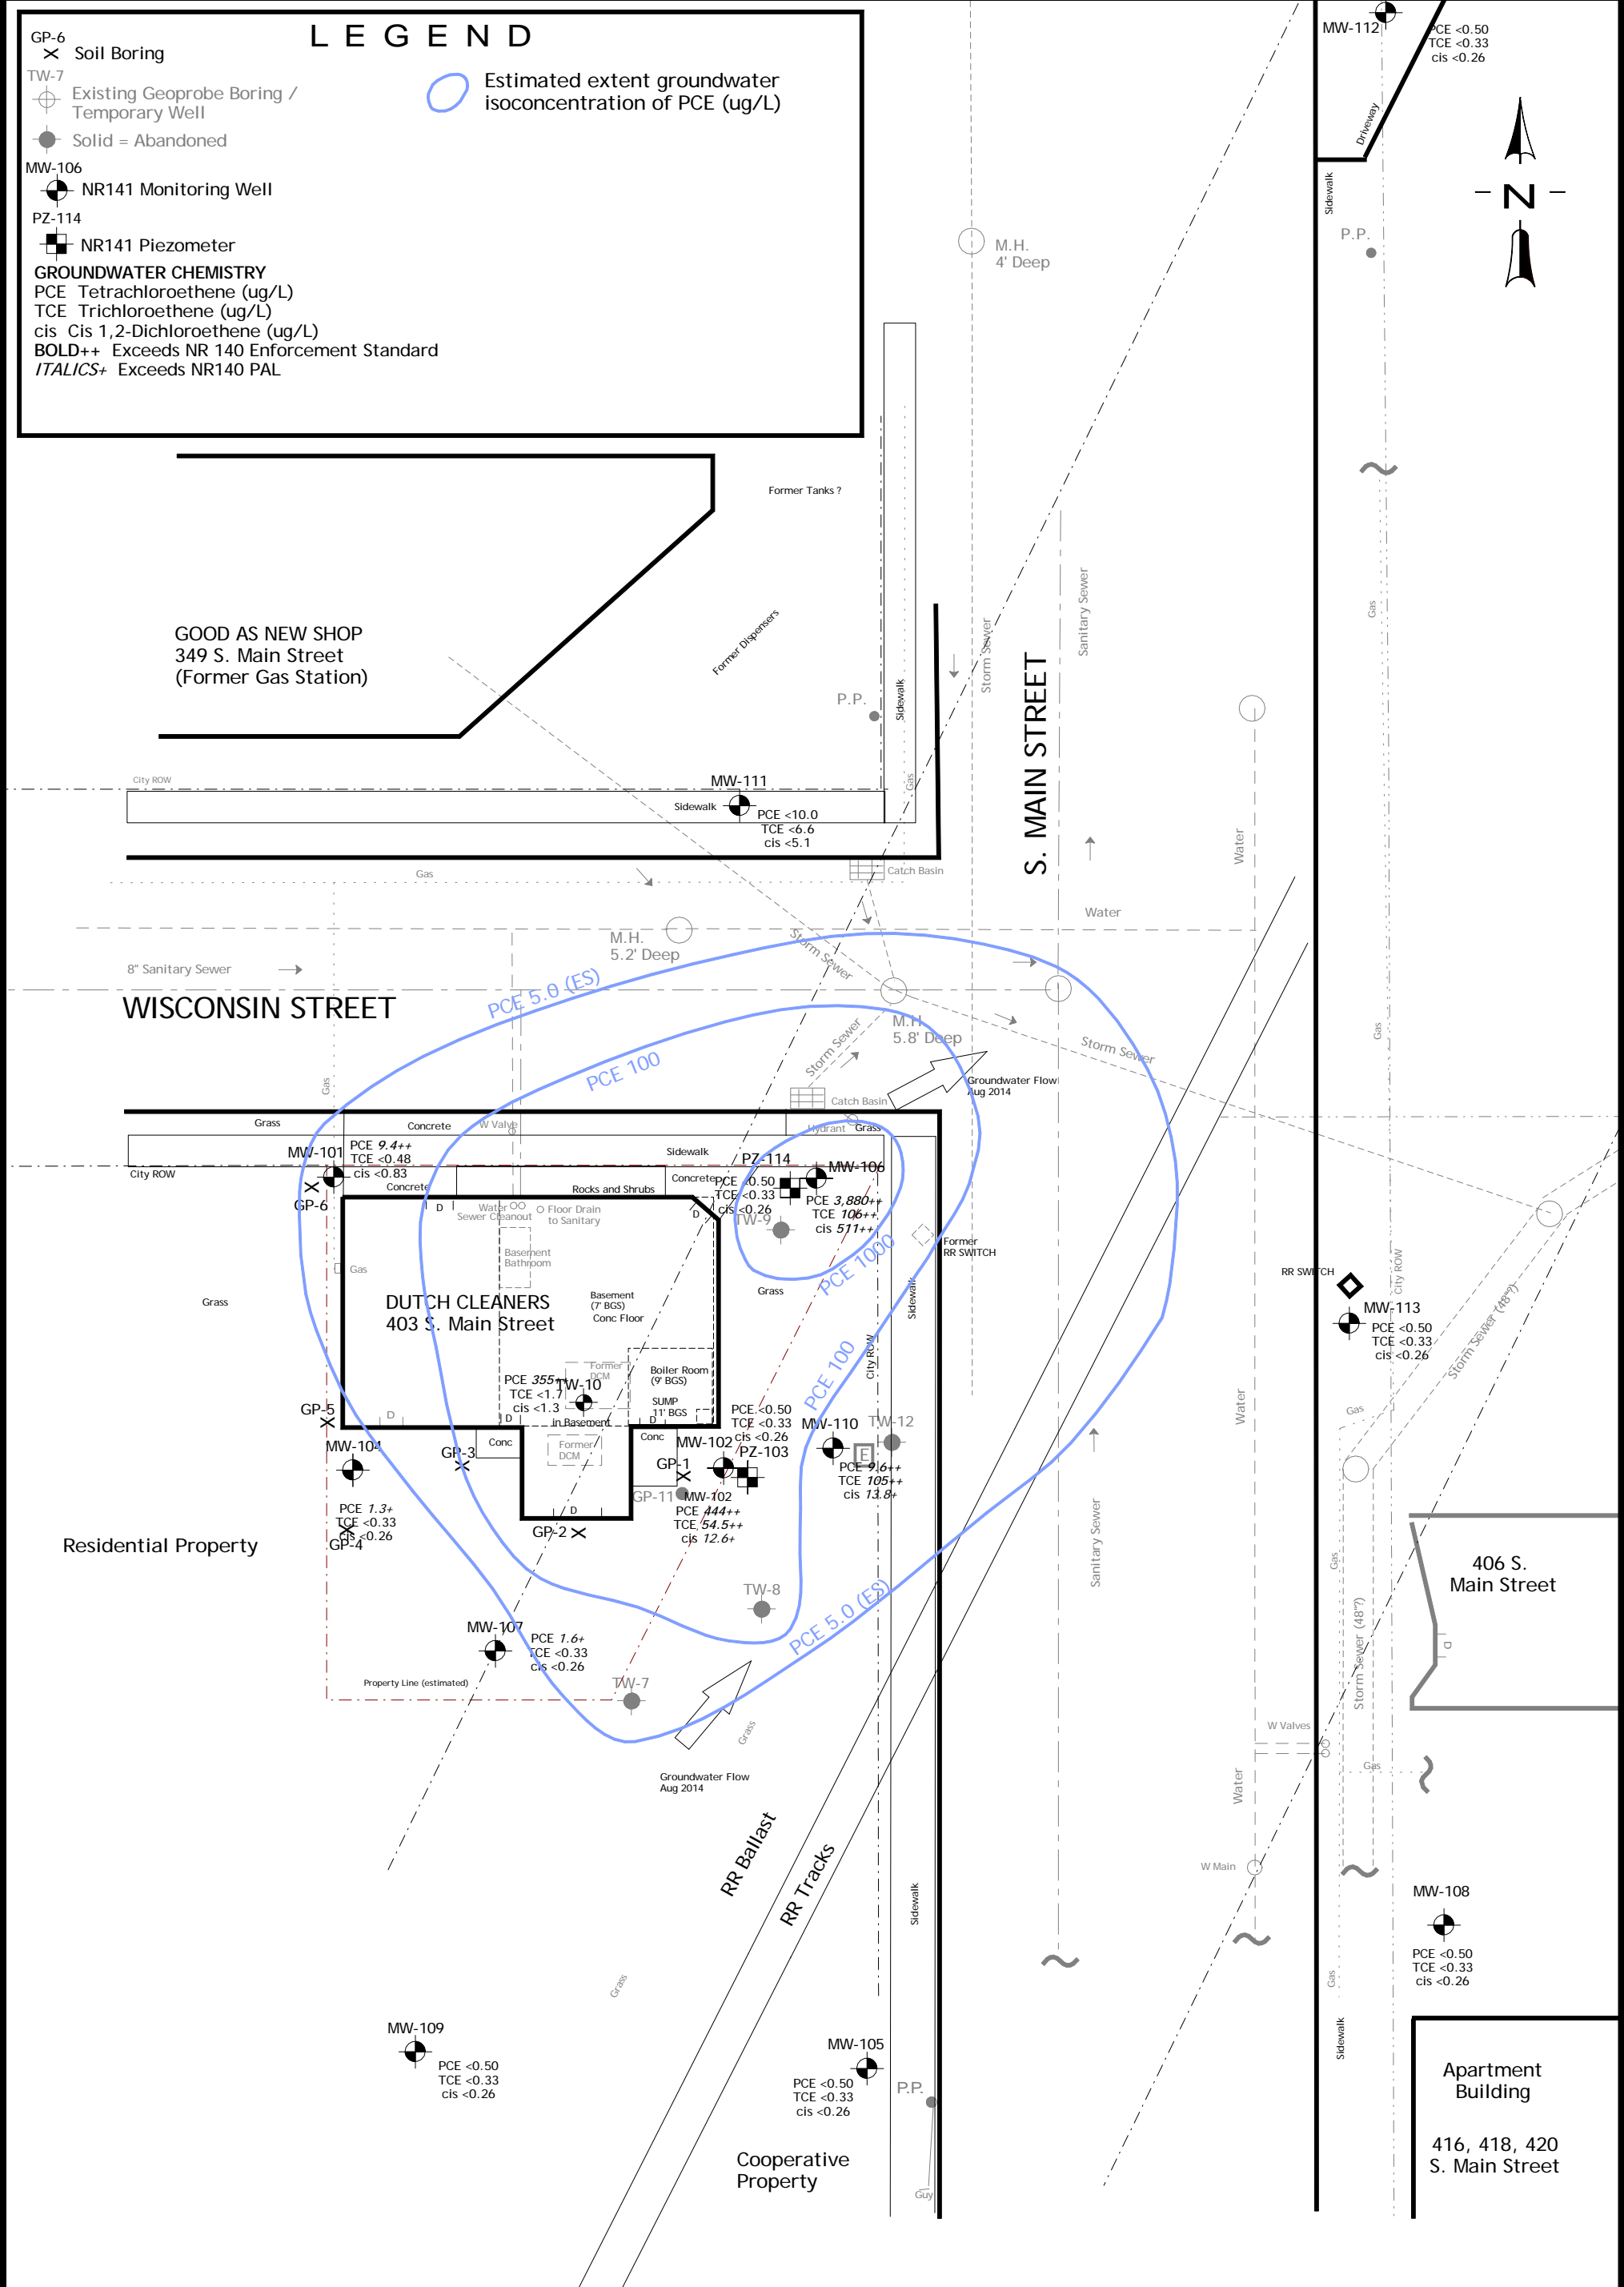 LEGEND
GP-6
Soil Boring
TW-7
Existing Geoprobe Boring /
Temporary Well
Solid = Abandoned
MW-106
NR141 Monitoring Well
PZ-114
NR141 Piezometer
GROUNDWATER CHEMISTRY
PCE Tetrachloroethene (ug/L)
TCE Trichloroethene (ug/L)
cis Cis 1,2-Dichloroethene (ug/L)
BOLD++ Exceeds NR 140 Enforcement Standard
ITALICS+ Exceeds NR140 PAL
Estimated extent groundwater
isoconcentration of PCE (ug/L)
MW-112
PCE <0.50
TCE <0.33
cis <0.26
Driveway
Sidewalk
N
P.P.
M.H.
4' Deep
Former Tanks ?
Former Dispensers
GOOD AS NEW SHOP
349 S. Main Street
(Former Gas Station)
P.P.
Sidewalk
Storm Sewer
Sanitary Sewer
S. MAIN STREET
Gas
Gas
City ROW
MW-111
Sidewalk
PCE <10.0
TCE <6.6
cis <5.1
Water
Gas
Catch Basin
Water
M.H.
5.2' Deep
Storm Sewer
8" Sanitary Sewer
PCE 5.0 (ES)
WISCONSIN STREET
M.H.
5.8' Deep
Storm Sewer
Storm Sewer
Gas
PCE 100
Gas
Groundwater Flow
Aug 2014
Catch Basin
Grass
Concrete
W Valve
Hydrant
Grass
MW-101
PCE 9.4++
TCE <0.48
cis <0.83
Sidewalk
City ROW
Concrete
Rocks and Shrubs
Concrete
PZ-114
PCE <0.50
TCE <0.33
cis <0.26
MW-106
PCE 3,880++
TCE 106++
cis 511++
GP-6
D
Water
Sewer Cleanout
Floor Drain
to Sanitary
D
TW-9
PCE 1000
Former
RR SWITCH
Basement
Bathroom
Gas
Grass
Grass
Basement
(7' BGS)
Conc Floor
DUTCH CLEANERS
403 S. Main Street
Sidewalk
RR SWITCH
City ROW
MW-113
PCE <0.50
TCE <0.33
cis <0.26
Storm Sewer (48"?)
City ROW
PCE 100
Former
DCM
Boiler Room
(9' BGS)
SUMP
11' BGS
PCE 355++
TCE <1.7
cis <1.3
TW-10
in Basement
GP-5
D
D
D
Conc
Former
DCM
Conc
MW-102
PCE <0.50
TCE <0.33
cis <0.26
PZ-103
MW-110
TW-12
E
PCE 9.6++
TCE 105++
cis 13.8+
Water
Gas
MW-104
GP-3
GP-1
GP-11
MW-102
PCE 444++
TCE 54.5++
cis 12.6+
PCE 1.3+
TCE <0.33
cis <0.26
GP-4
D
GP-2
Residential Property
Sanitary Sewer
Gas
406 S.
Main Street
D
TW-8
PCE 5.0 (ES)
MW-107
PCE 1.6+
TCE <0.33
cis <0.26
Storm Sewer (48"?)
Property Line (estimated)
TW-7
Grass
W Valves
Gas
Groundwater Flow
Aug 2014
Water
RR Ballast
RR Tracks
W Main
Sidewalk
MW-108
PCE <0.50
TCE <0.33
cis <0.26
Grass
Gas
MW-109
PCE <0.50
TCE <0.33
cis <0.26
MW-105
PCE <0.50
TCE <0.33
cis <0.26
P.P.
Sidewalk
Apartment
Building
416, 418, 420
S. Main Street
Cooperative
Property
Guy